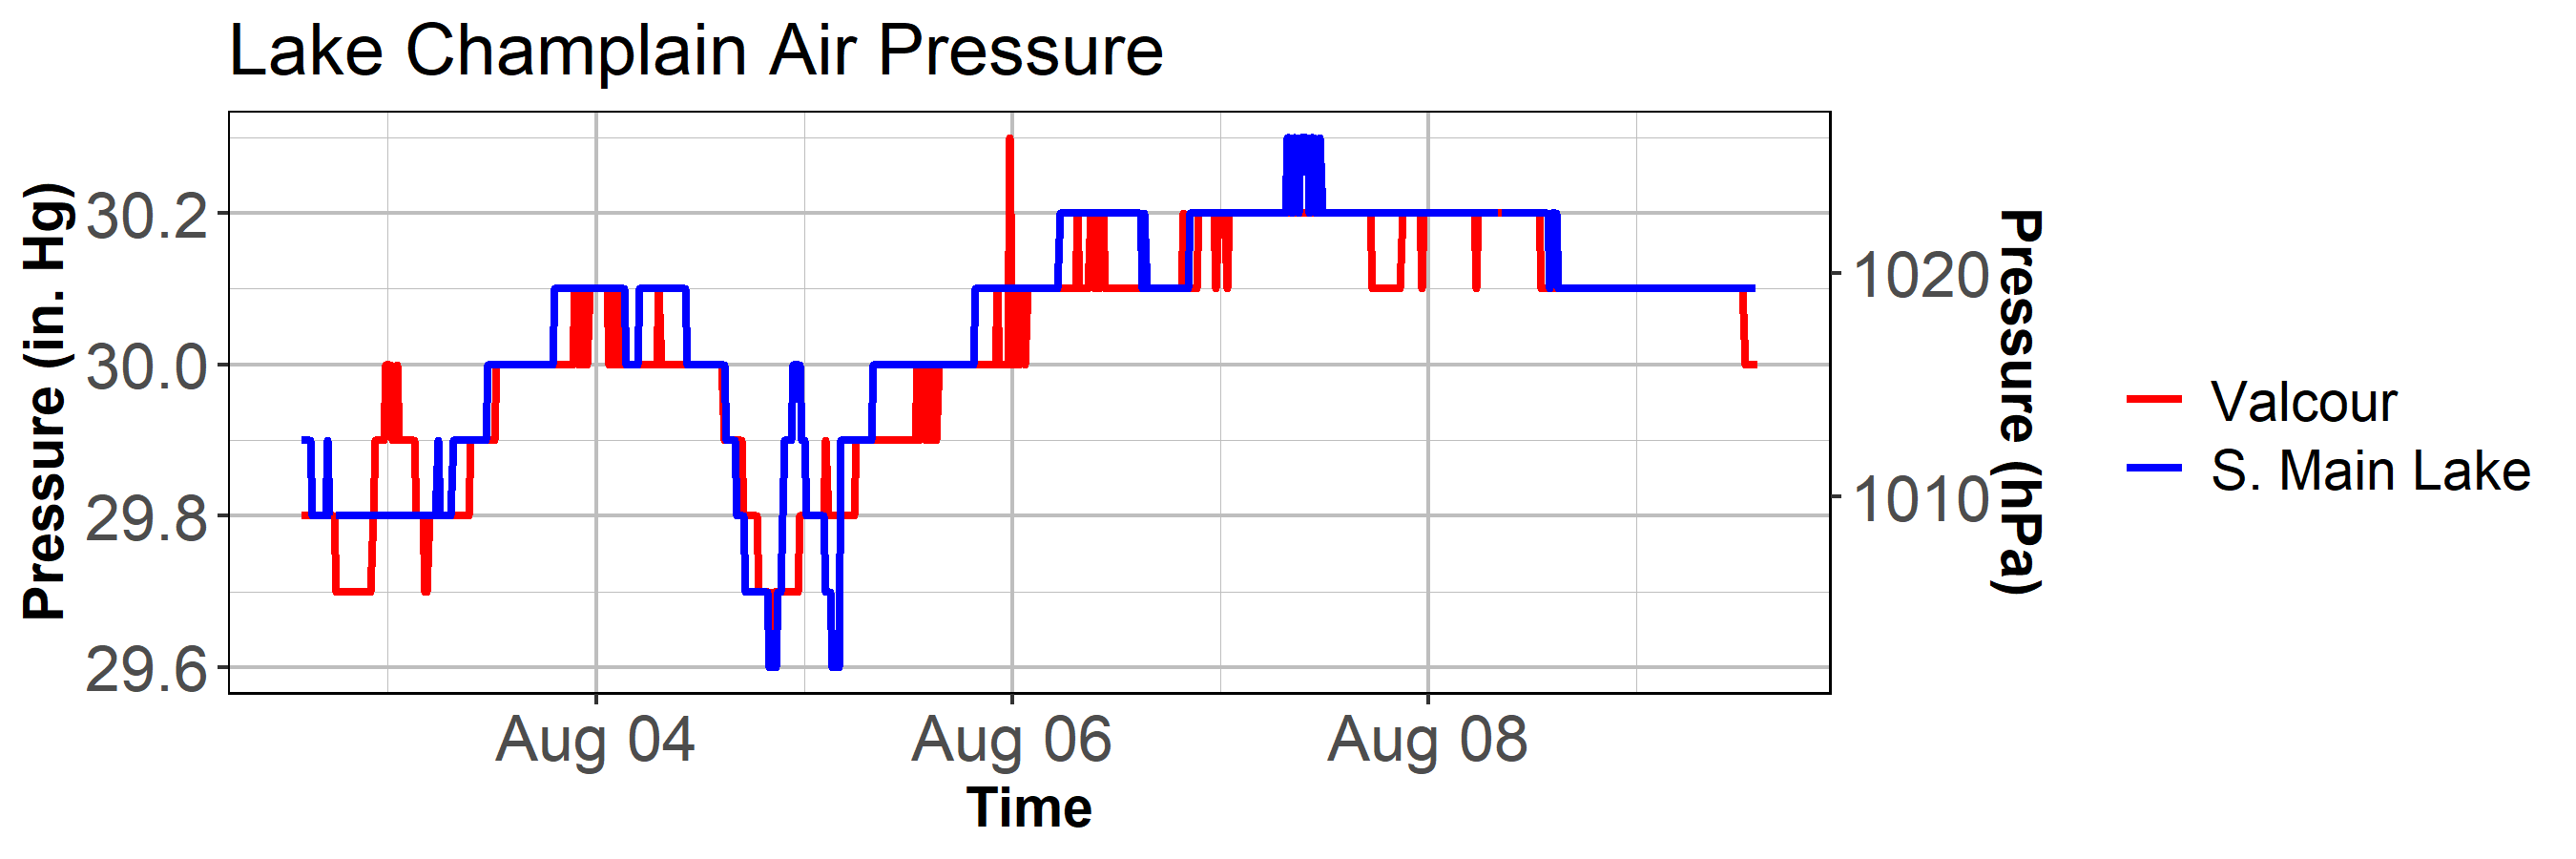 Lake Champlain Air Pressure
Pressure (in. Hg)
30.2
30.0
29.8
29.6
Aug 04
Aug 06
Aug 08
Time
1020
1010
Pressure (hPa)
Valcour
S. Main Lake